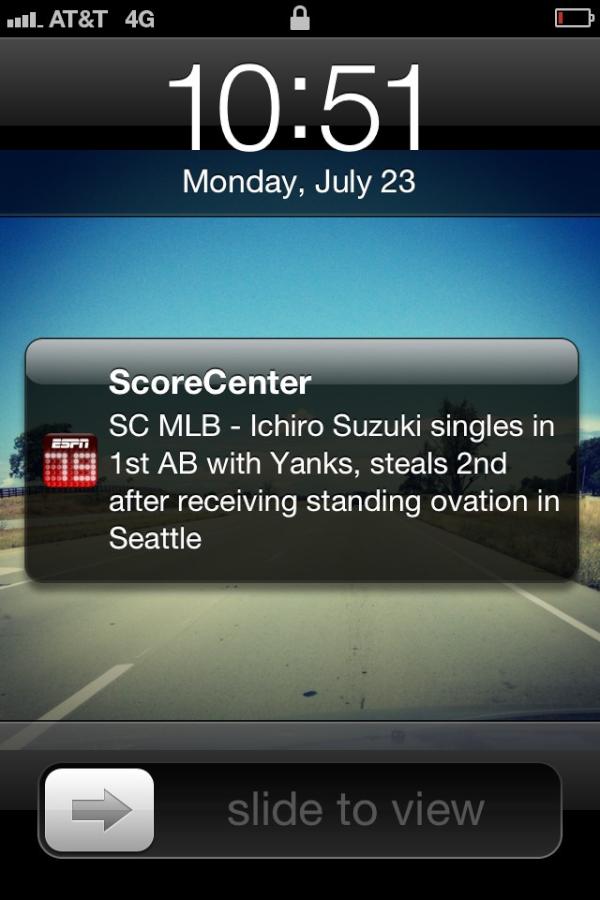 AT&T 4G
10:51
Monday, July 23
ScoreCenter
SC MLB - Ichiro Suzuki singles in
1st AB with Yanks, steals 2nd
after receiving standing ovation in
Seattle
ESPN
slide to view